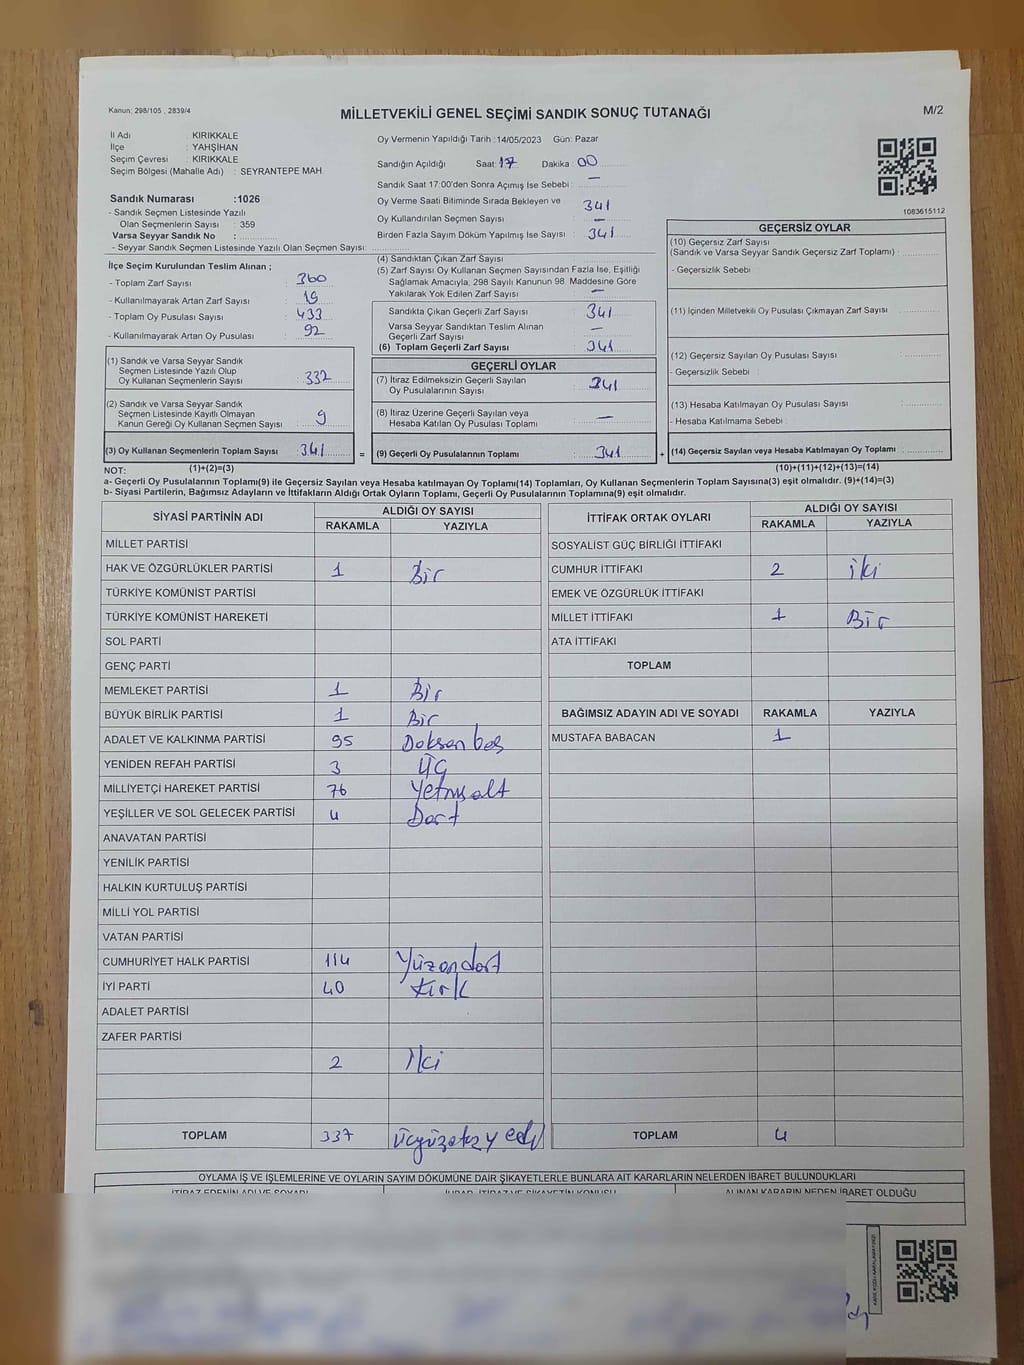 Kanun: 298/105 , 2839/4
MİLLETVEKİLİ GENEL SEÇİMİ SANDIK SONUÇ TUTANAĞI
M/2
İl Adı : KIRIKKALE
İlçe : YAHŞİHAN
Seçim Çevresi : KIRIKKALE
Seçim Bölgesi (Mahalle Adı) : SEYRANTEPE MAH.
Sandık Numarası :1026
- Sandık Seçmen Listesinde Yazılı
Olan Seçmenlerin Sayısı : 359
Varsa Seyyar Sandık No :
- Seyyar Sandık Seçmen Listesinde Yazılı Olan Seçmen Sayısı:
Oy Vermenin Yapıldığı Tarih :14/05/2023 Gün: Pazar
Sandığın Açıldığı Saat :17 Dakika : 00
Sandık Saat 17:00'den Sonra Açımış İse Sebebi : —
Oy Verme Saati Bitiminde Sırada Bekleyen ve
Oy Kullandırılan Seçmen Sayısı : 341
Birden Fazla Sayım Döküm Yapılmış İse Sayısı : —
(4) Sandıktan Çıkan Zarf Sayısı : 341
(5) Zarf Sayısı Oy Kullanan Seçmen Sayısından Fazla İse, Eşitliği
Sağlamak Amacıyla, 298 Sayılı Kanunun 98. Maddesine Göre
Yakılarak Yok Edilen Zarf Sayısı : —
Sandıkta Çıkan Geçerli Zarf Sayısı : 341
Varsa Seyyar Sandıktan Teslim Alınan
Geçerli Zarf Sayısı : —
(6) Toplam Geçerli Zarf Sayısı : 341
1083615112
İlçe Seçim Kurulundan Teslim Alınan ;
- Toplam Zarf Sayısı : 360
- Kullanılmayarak Artan Zarf Sayısı : 19
- Toplam Oy Pusulası Sayısı : 433
- Kullanılmayarak Artan Oy Pusulası : 92
(1) Sandık ve Varsa Seyyar Sandık
Seçmen Listesinde Yazılı Olup
Oy Kullanan Seçmenlerin Sayısı : 332
(2) Sandık ve Varsa Seyyar Sandık
Seçmen Listesinde Kayıtlı Olmayan
Kanun Gereği Oy Kullanan Seçmen Sayısı : 9
(3) Oy Kullanan Seçmenlerin Toplam Sayısı : 341 =
GEÇERLİ OYLAR
(7) İtiraz Edilmeksizin Geçerli Sayılan
Oy Pusulalarının Sayısı : 341
(8) İtiraz Üzerine Geçerli Sayılan veya
Hesaba Katılan Oy Pusulası Toplamı : —
(9) Geçerli Oy Pusulalarının Toplamı : 341 +
GEÇERSİZ OYLAR
(10) Geçersiz Zarf Sayısı
(Sandık ve Varsa Seyyar Sandık Geçersiz Zarf Toplamı) :
- Geçersizlik Sebebi :
(11) İçinden Milletvekili Oy Pusulası Çıkmayan Zarf Sayısı :
(12) Geçersiz Sayılan Oy Pusulası Sayısı :
- Geçersizlik Sebebi :
(13) Hesaba Katılmayan Oy Pusulası Sayısı :
- Hesaba Katılmama Sebebi :
(14) Geçersiz Sayılan veya Hesaba Katılmayan Oy Toplamı :
NOT: (1)+(2)=(3) (10)+(11)+(12)+(13)=(14)
a- Geçerli Oy Pusulalarının Toplamı(9) ile Geçersiz Sayılan veya Hesaba katılmayan Oy Toplamı(14) Toplamları, Oy Kullanan Seçmenlerin Toplam Sayısına(3) eşit olmalıdır. (9)+(14)=(3)
b- Siyasi Partilerin, Bağımsız Adayların ve İttifakların Aldığı Ortak Oyların Toplamı, Geçerli Oy Pusulalarının Toplamına(9) eşit olmalıdır.
SİYASİ PARTİNİN ADI ALDIĞI OY SAYISI
RAKAMLA YAZIYLA
MİLLET PARTİSİ
HAK VE ÖZGÜRLÜKLER PARTİSİ 1 Bir
TÜRKİYE KOMÜNİST PARTİSİ
TÜRKİYE KOMÜNİST HAREKETİ
SOL PARTİ
GENÇ PARTİ
MEMLEKET PARTİSİ 1 Bir
BÜYÜK BİRLİK PARTİSİ 1 Bir
ADALET VE KALKINMA PARTİSİ 95 Doksan beş
YENİDEN REFAH PARTİSİ 3 üç
MİLLİYETÇİ HAREKET PARTİSİ 76 Yetmişalt
YEŞİLLER VE SOL GELECEK PARTİSİ 4 Dört
ANAVATAN PARTİSİ
YENİLİK PARTİSİ
HALKIN KURTULUŞ PARTİSİ
MİLLİ YOL PARTİSİ
VATAN PARTİSİ
CUMHURİYET HALK PARTİSİ 114 Yüzondört
İYİ PARTİ 40 Kırk
ADALET PARTİSİ
ZAFER PARTİSİ
2 İki
TOPLAM 337
İTTİFAK ORTAK OYLARI ALDIĞI OY SAYISI
RAKAMLA YAZIYLA
SOSYALİST GÜÇ BİRLİĞİ İTTİFAKI
CUMHUR İTTİFAKI 2 iki
EMEK VE ÖZGÜRLÜK İTTİFAKI
MİLLET İTTİFAKI 1 Bir
ATA İTTİFAKI
TOPLAM
BAĞIMSIZ ADAYIN ADI VE SOYADI RAKAMLA YAZIYLA
MUSTAFA BABACAN 1
TOPLAM 4
OYLAMA İŞ VE İŞLEMLERİNE VE OYLARIN SAYIM DÖKÜMÜNE DAİR ŞİKAYETLERLE BUNLARA AİT KARARLARIN NELERDEN İBARET BULUNDUKLARI
İTİRAZ EDENİN ADI VE SOYADI İHBAR, İTİRAZ VE ŞİKAYETİN KONUSU ALINAN KARARIN NEDEN İBARET OLDUĞU